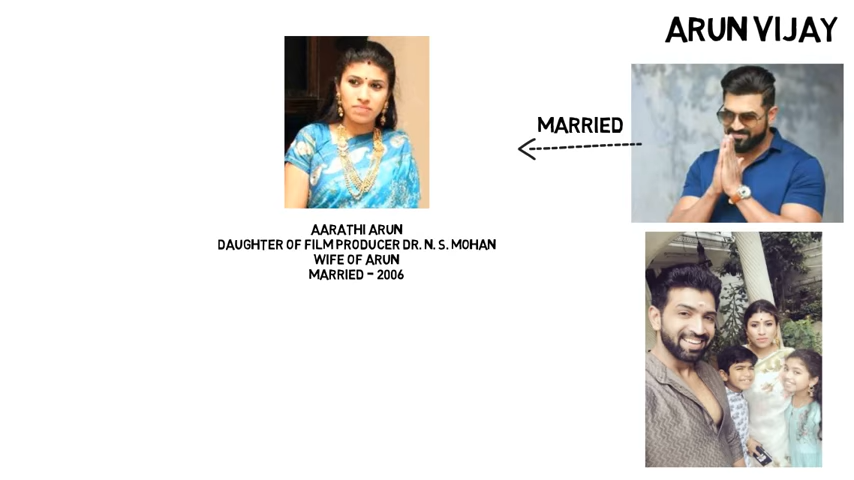 ARUN VIJAY
MARRIED
AARATHI ARUN
DAUGHTER OF FILM PRODUCER DR. N. S. MOHAN
WIFE OF ARUN
MARRIED - 2006